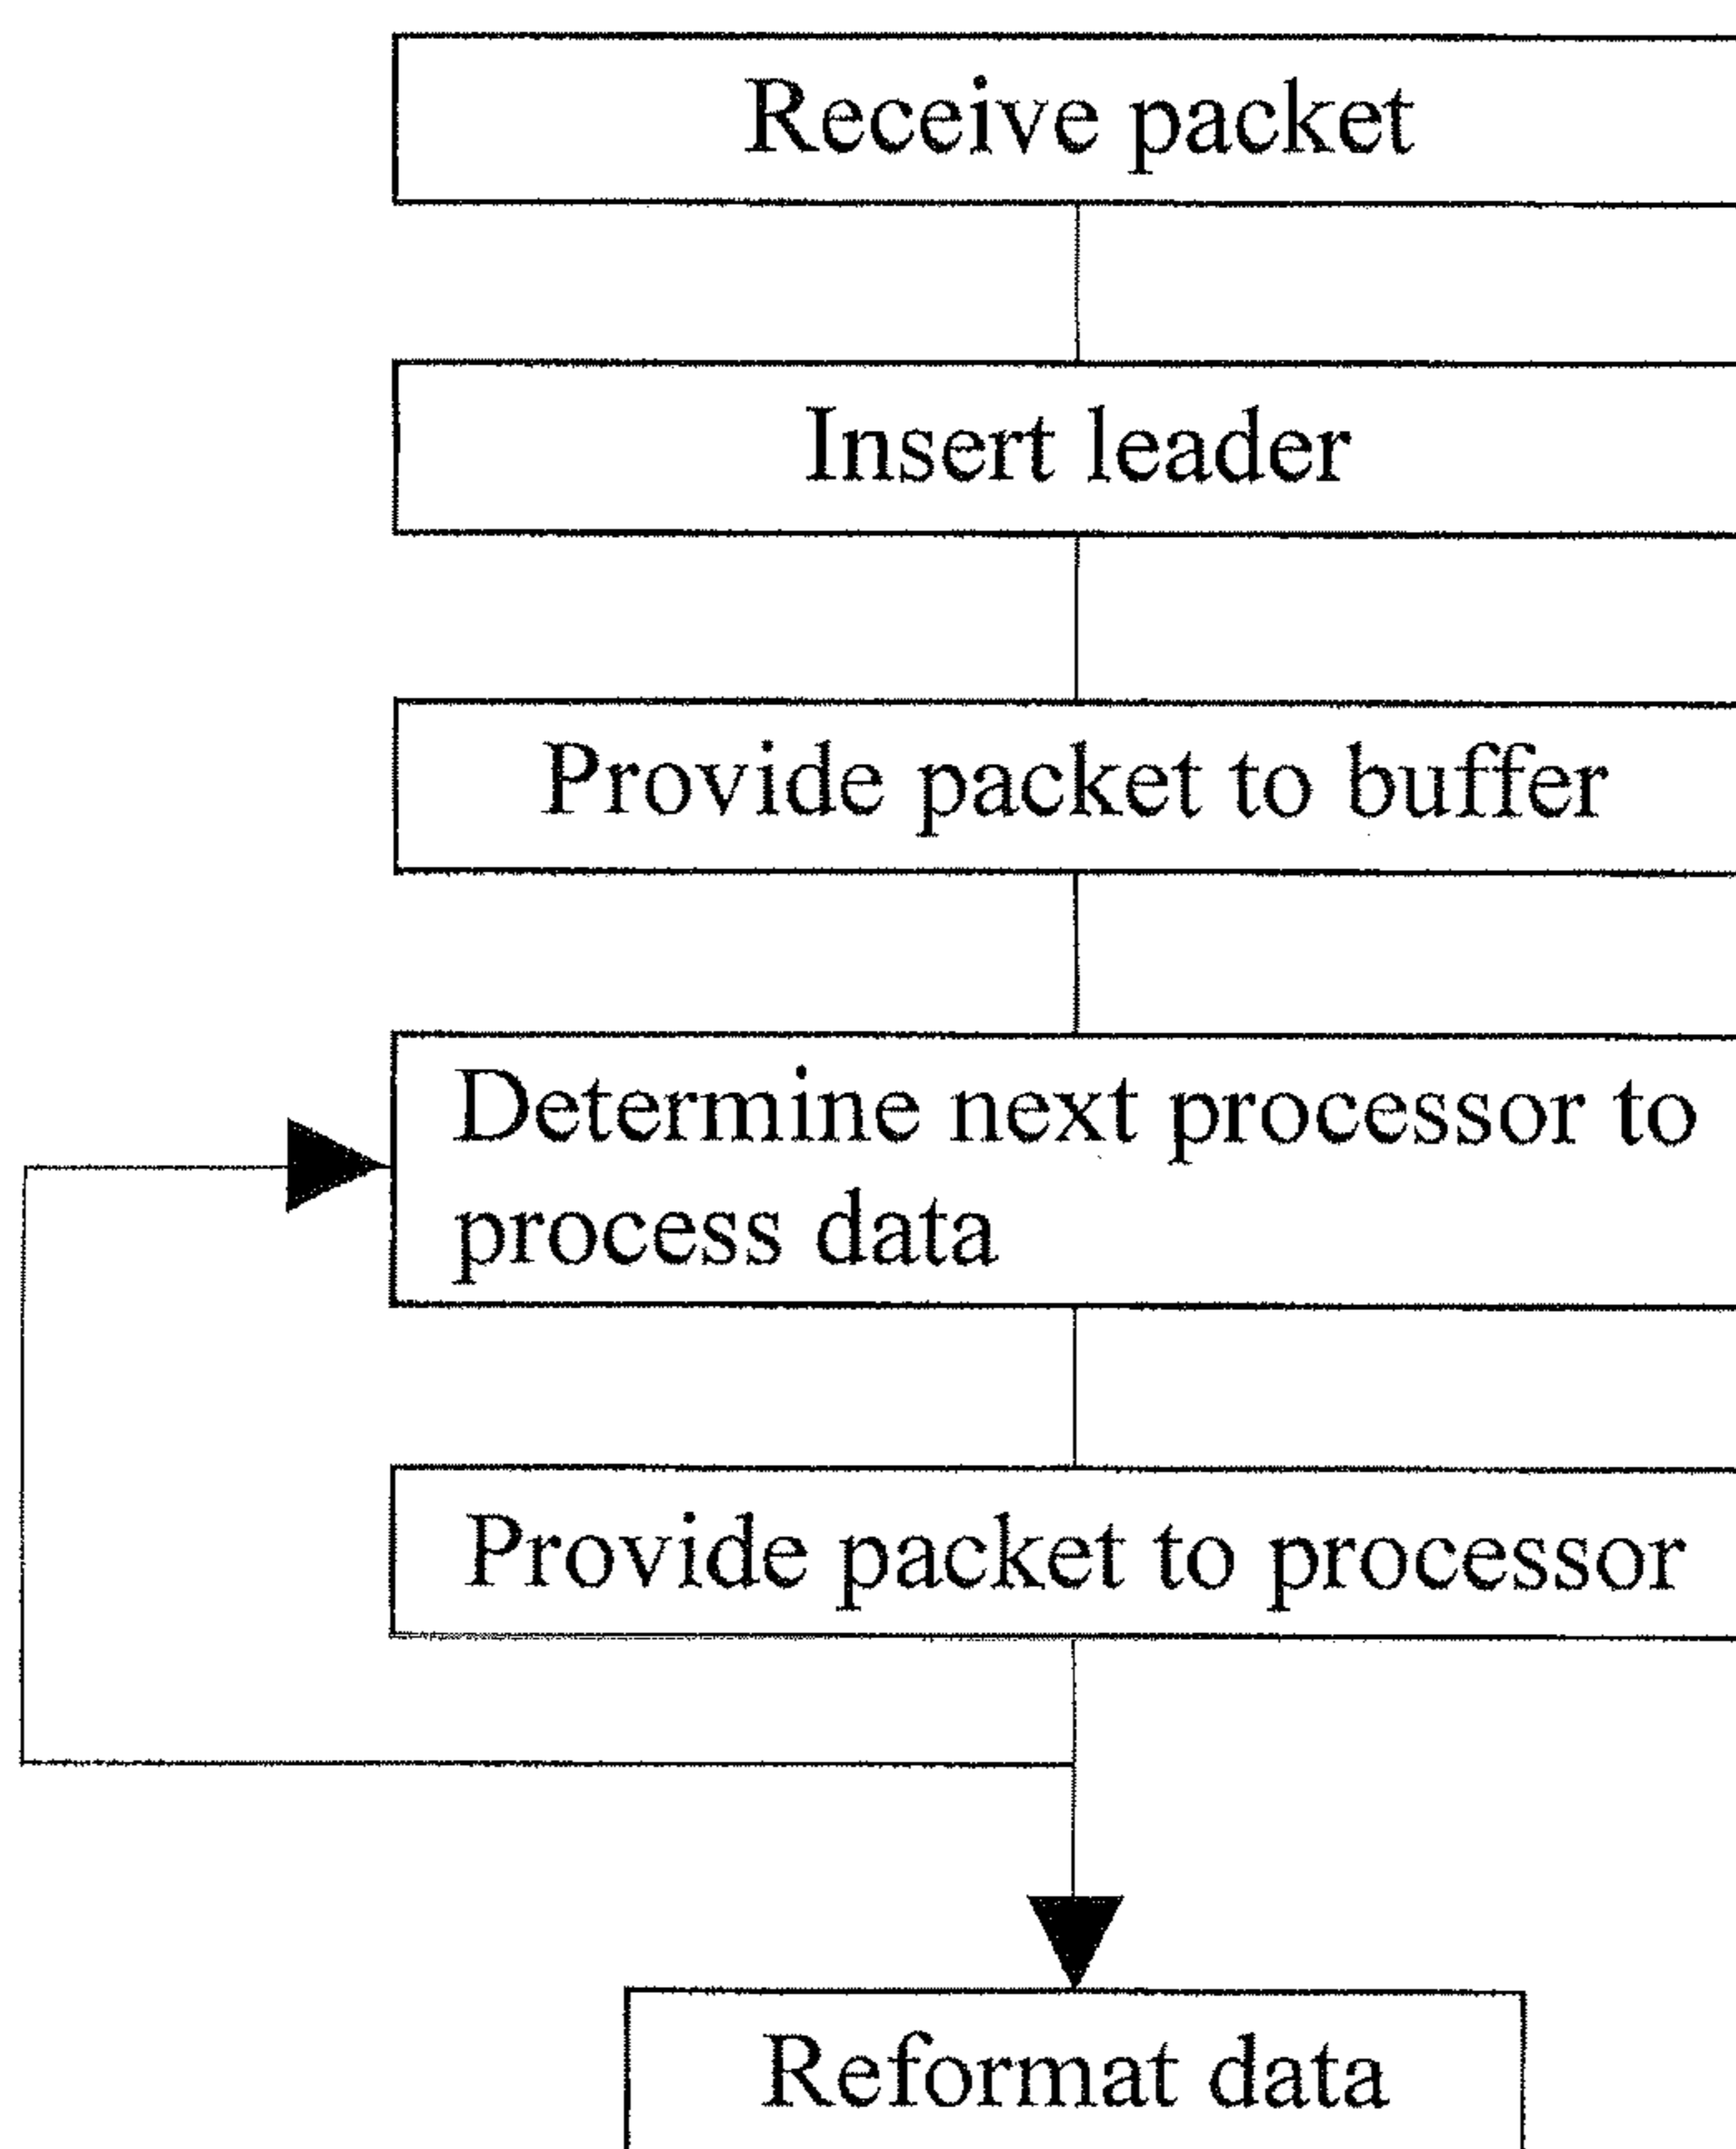 Receive packet
Insert leader
Provide packet to buffer
Determine next processor to
process data
Provide packet to processor
Reformat data